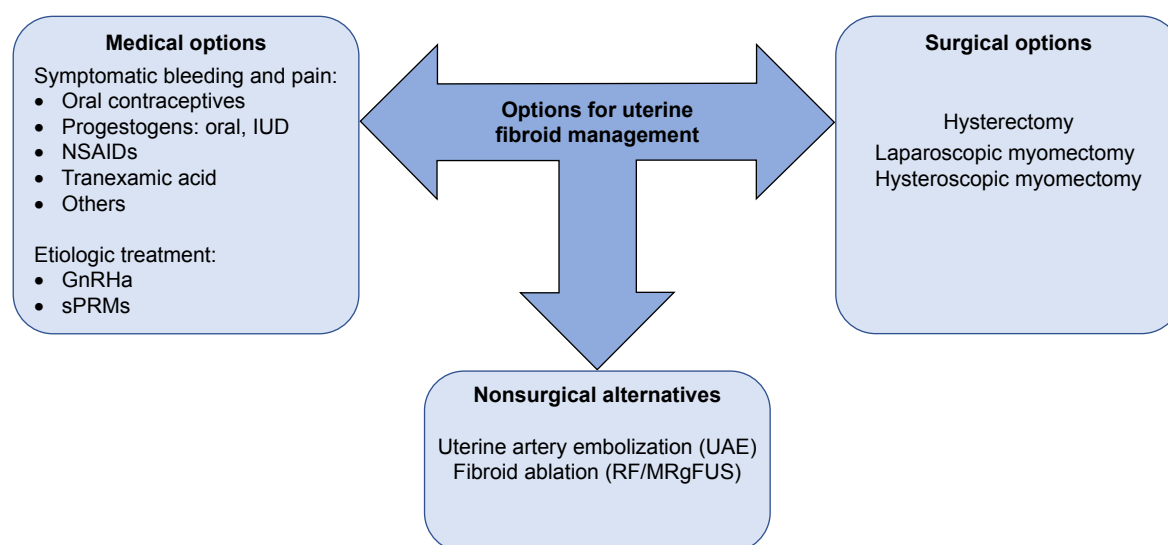 Medical options
Symptomatic bleeding and pain:
• Oral contraceptives
• Progestogens: oral, IUD
• NSAIDs
• Tranexamic acid
• Others
Etiologic treatment:
• GnRHa
• sPRMs
Options for uterine
fibroid management
Surgical options
Hysterectomy
Laparoscopic myomectomy
Hysteroscopic myomectomy
Nonsurgical alternatives
Uterine artery embolization (UAE)
Fibroid ablation (RF/MRgFUS)